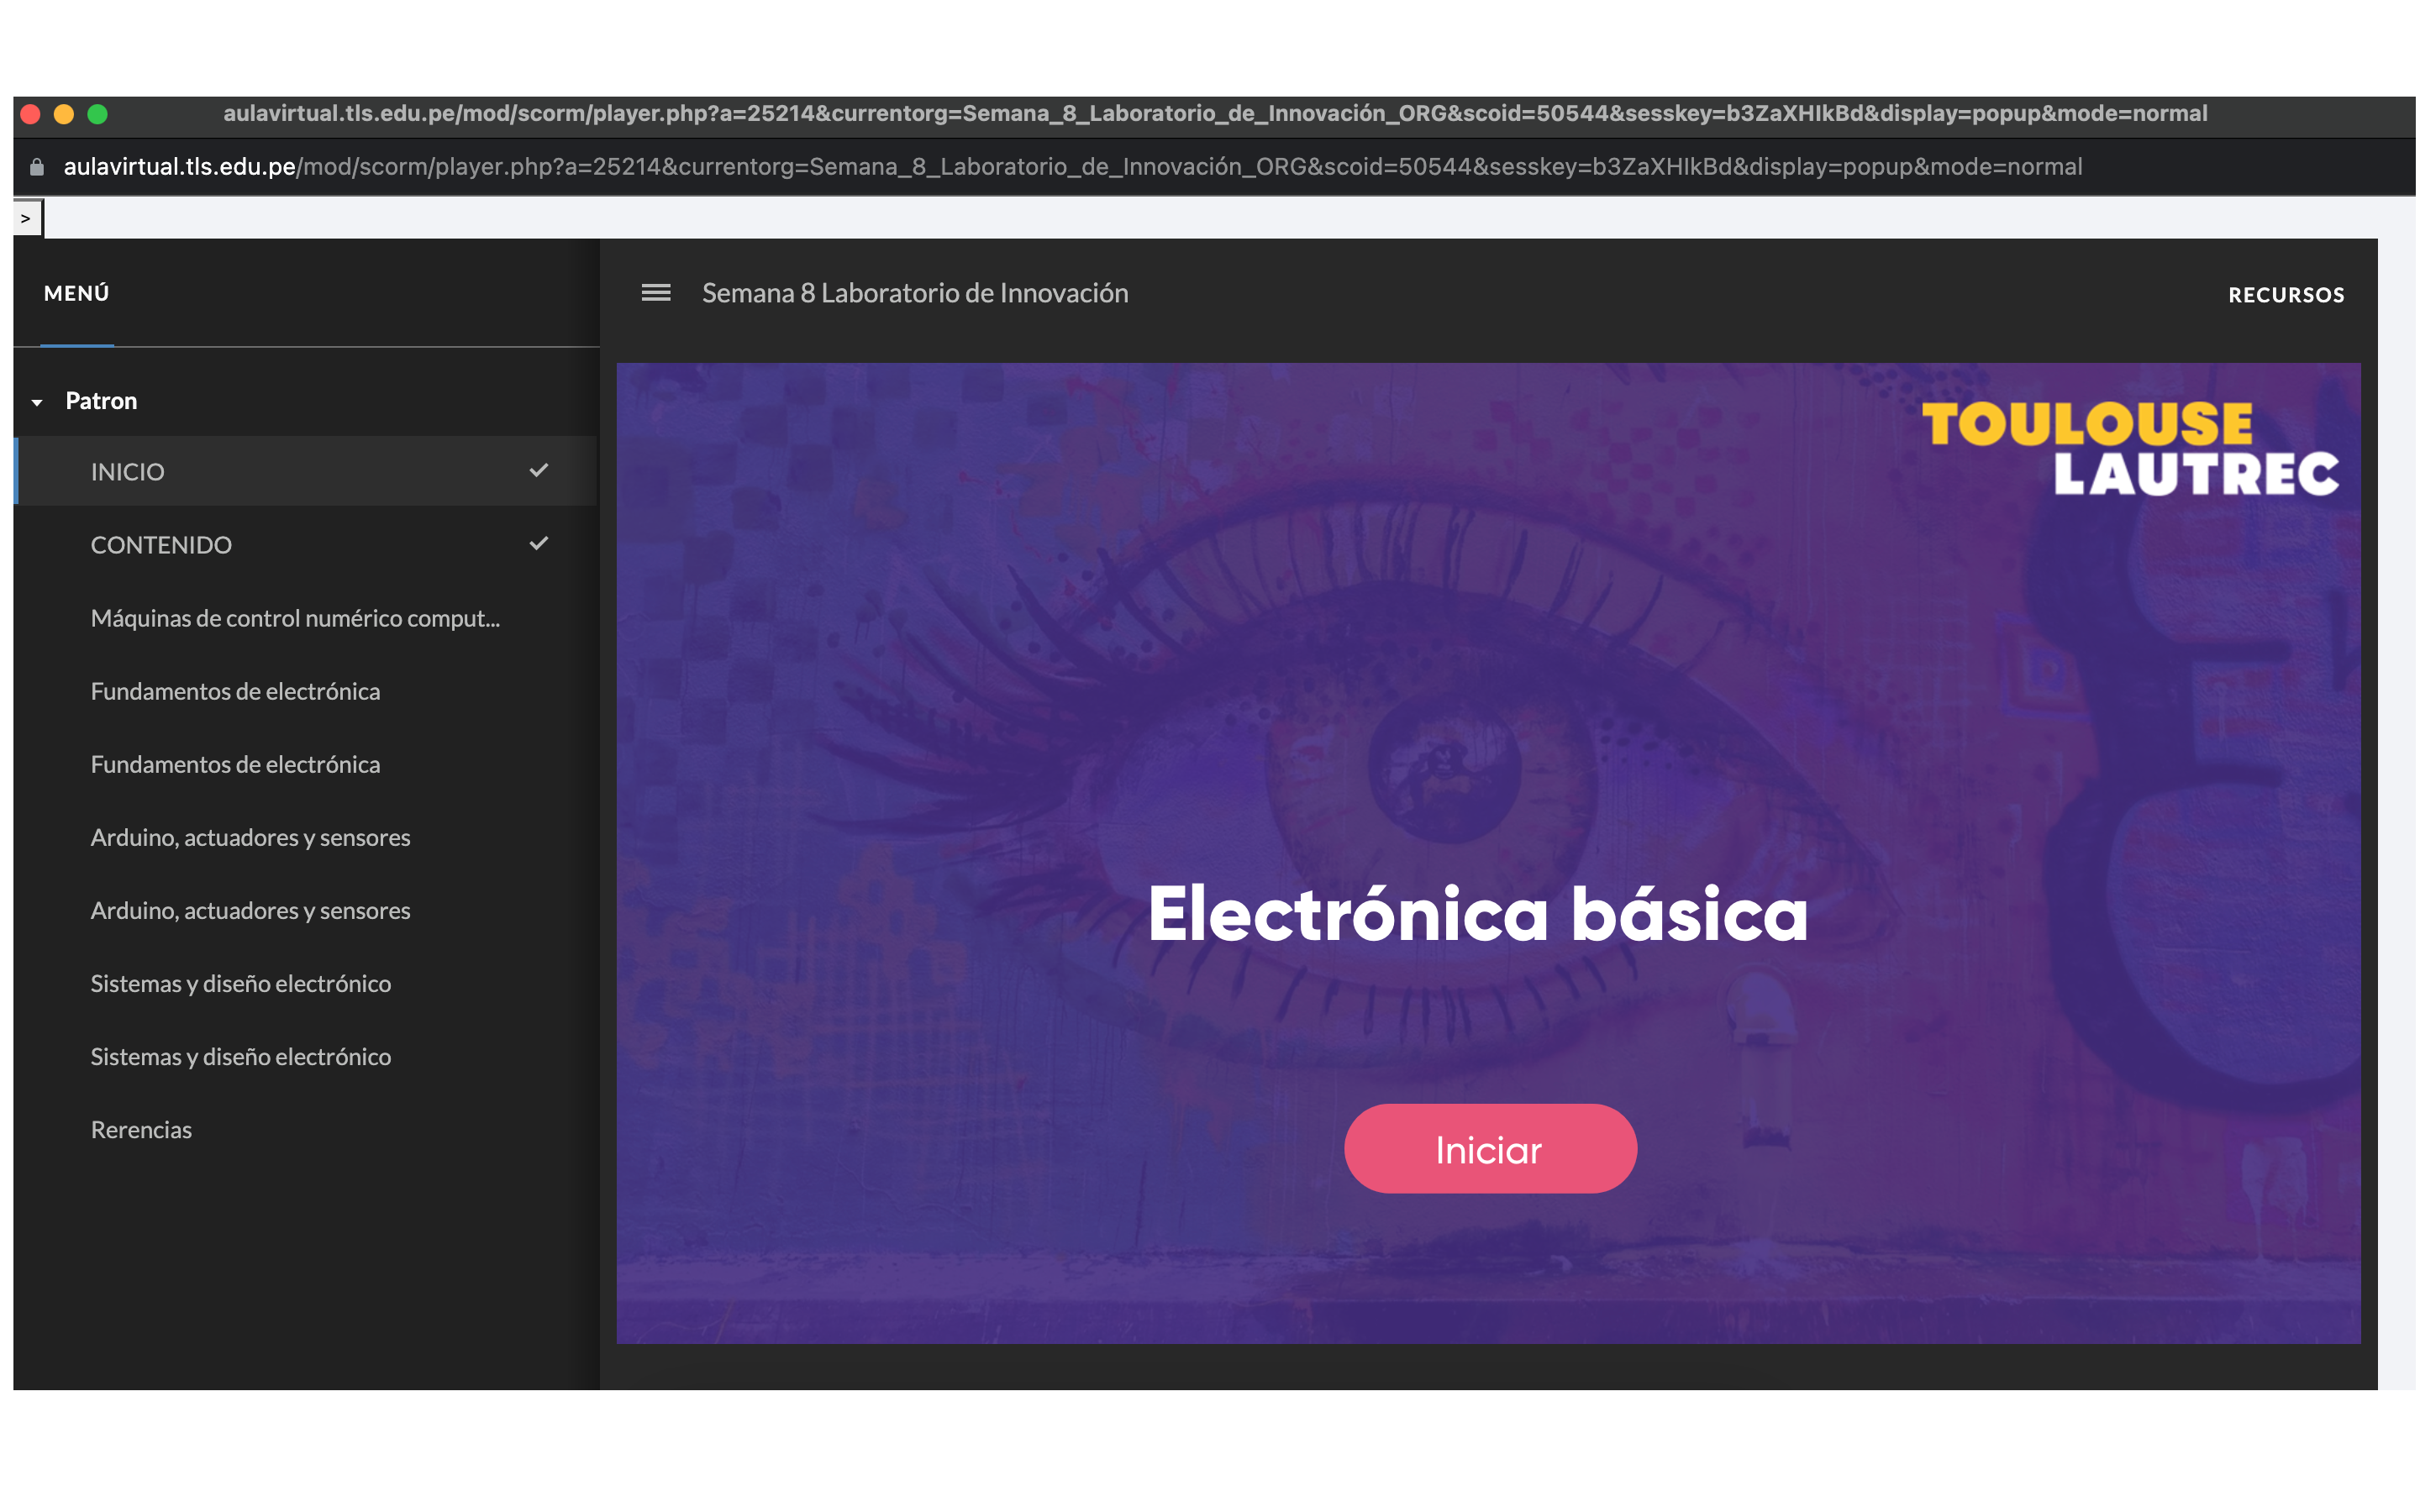 aulavirtual.tls.edu.pe/mod/scorm/player.php?a=25214&currentorg=Semana_8_Laboratorio_de_Innovación_ORG&scoid=50544&sesskey=b3ZaXHIkBd&display=popup&mode=normal
aulavirtual.tls.edu.pe/mod/scorm/player.php?a=25214&currentorg=Semana_8_Laboratorio_de_Innovación_ORG&scoid=50544&sesskey=b3ZaXHIkBd&display=popup&mode=normal
>
MENÚ
Semana 8 Laboratorio de Innovación
RECURSOS
Patron
INICIO
CONTENIDO
Máquinas de control numérico comput...
Fundamentos de electrónica
Fundamentos de electrónica
Arduino, actuadores y sensores
Arduino, actuadores y sensores
Sistemas y diseño electrónico
Sistemas y diseño electrónico
Rerencias
TOULOUSE
LAUTREC
Electrónica básica
Iniciar